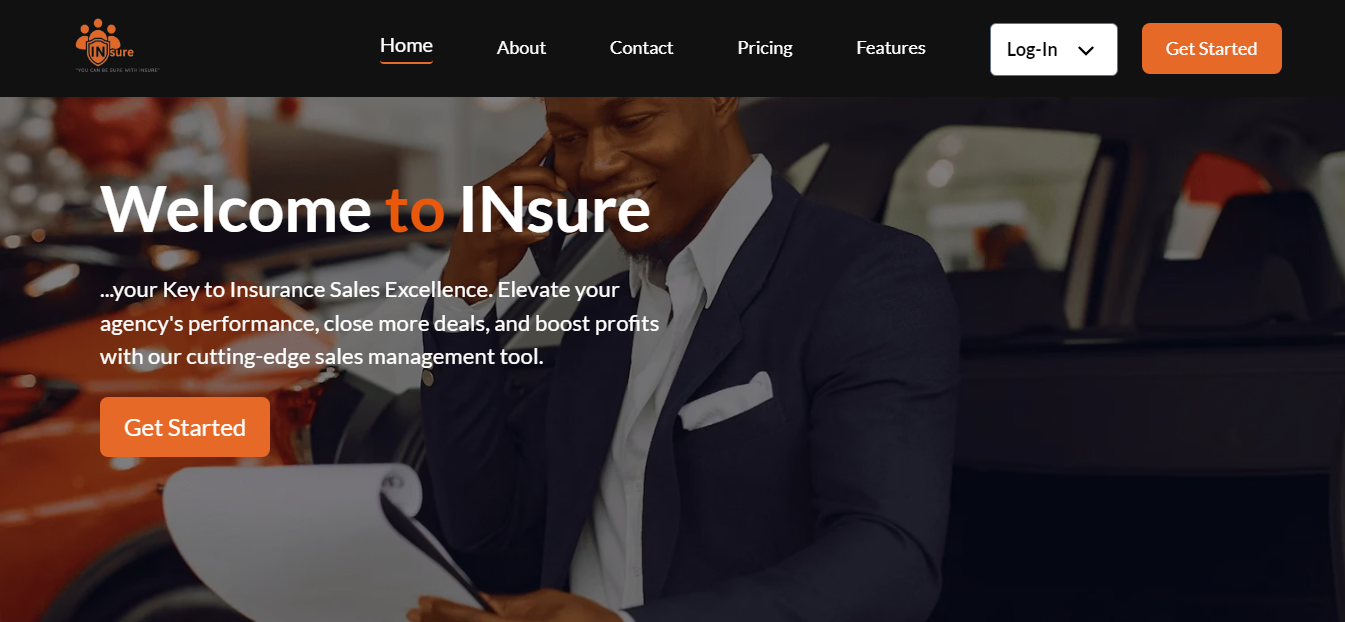 INsure
"YOU CAN BE SURE WITH INSURE"
Home
About
Contact
Pricing
Features
Log-In
Get Started
Welcome to INsure
...your Key to Insurance Sales Excellence. Elevate your
agency's performance, close more deals, and boost profits
with our cutting-edge sales management tool.
Get Started